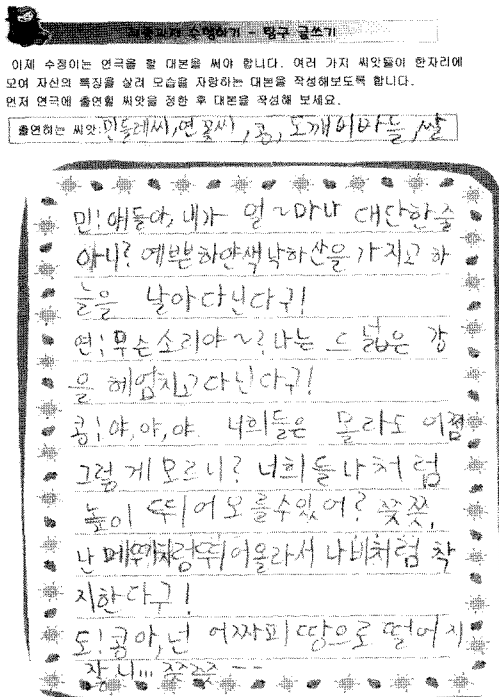 수행하기 - 탐구 글쓰기
이제 수정이는 연극을 할 대본을 써야 합니다. 여러 가지 씨앗들이 한자리에
모여 자신의 특징을 살려 모습을 자랑하는 대본을 작성해보도록 합니다.
먼저 연극에 출연할 씨앗을 정한 후 대본을 작성해 보세요.
출연하는 씨앗: 민들레씨, 연꽃씨, 콩, 도깨비바늘, 쌀
민: 얘들아, 내가 얼~마나 대단한줄
아니? 예쁜 하얀색 낙하산을 가지고 하
늘을 날아다닌다구!
연: 무슨소리야~? 나는 드넓은 강
을 헤엄치고 다닌다구!
콩: 야, 야, 야. 너희들은 몰라도 어쩜
그렇게 모르니? 너희들 나처럼
높이 뛰어오를 수 있어? 쯧쯧,
난 메뚜기처럼 뛰어올라서 나비처럼 착
지한다구!
도: 콩아, 넌 어짜피 땅으로 떨어지
잖니... 쯧쯧쯧 --